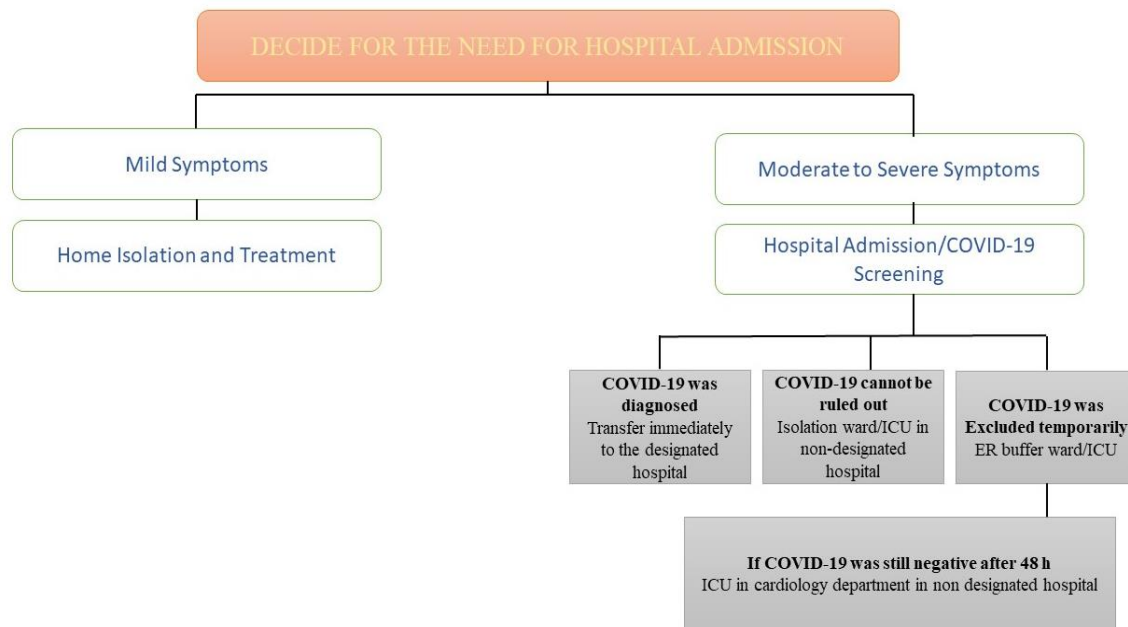 DECIDE FOR THE NEED FOR HOSPITAL ADMISSION
Mild Symptoms
Home Isolation and Treatment
Moderate to Severe Symptoms
Hospital Admission/COVID-19
Screening
COVID-19 was
diagnosed
Transfer immediately
to the designated
hospital
COVID-19 cannot be
ruled out
Isolation ward/ICU in
non-designated
hospital
COVID-19 was
Excluded temporarily
ER buffer ward/ICU
If COVID-19 was still negative after 48 h
ICU in cardiology department in non designated hospital